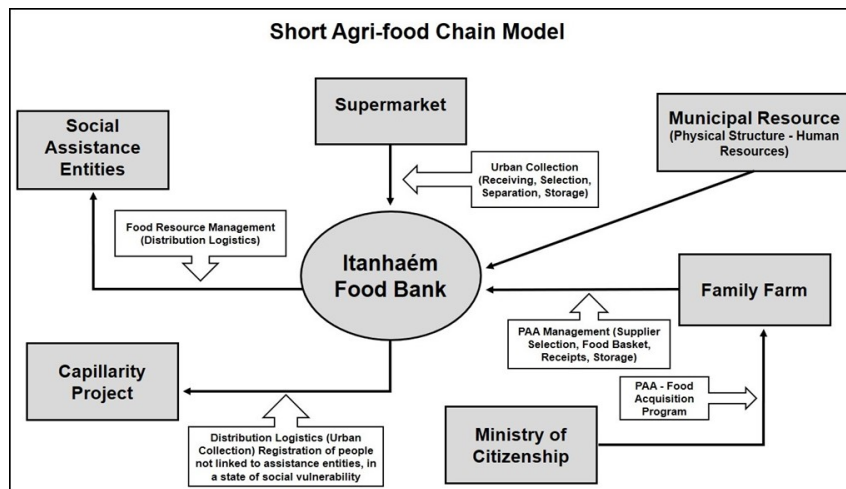 Short Agri-food Chain Model
Supermarket
Social
Assistance
Entities
Municipal Resource
(Physical Structure - Human
Resources)
Urban Collection
(Receiving, Selection,
Separation, Storage)
Food Resource Management
(Distribution Logistics)
Itanhaém
Food Bank
Family Farm
PAA Management (Supplier
Selection, Food Basket,
Receipts, Storage)
Capillarity
Project
PAA - Food
Acquisition
Program
Distribution Logistics (Urban
Collection) Registration of people
not linked to assistance entities, in
a state of social vulnerability
Ministry of
Citizenship